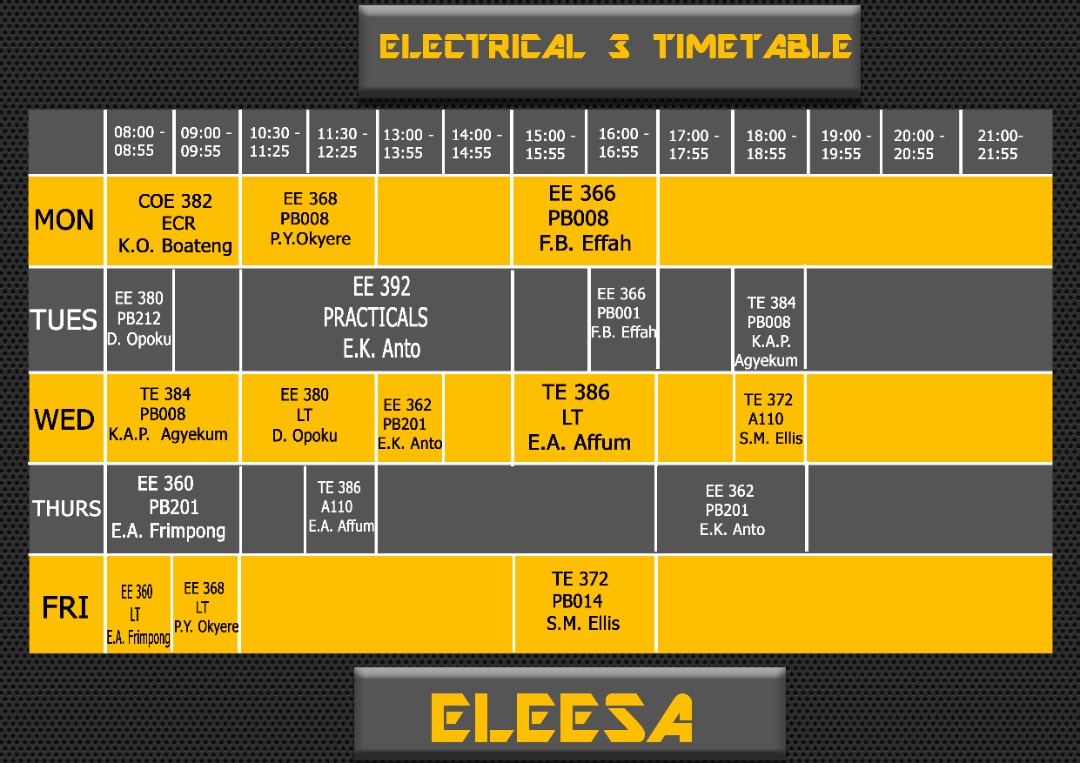 ELECTRICAL 3 TIMETABLE
08:00 - 08:55
09:00 - 09:55
10:30 - 11:25
11:30 - 12:25
13:00 - 13:55
14:00 - 14:55
15:00 - 15:55
16:00 - 16:55
17:00 - 17:55
18:00 - 18:55
19:00 - 19:55
20:00 - 20:55
21:00- 21:55
MON
COE 382
ECR
K.O. Boateng
EE 368
PB008
P.Y.Okyere
EE 366
PB008
F.B. Effah
TUES
EE 380
PB212
D. Opoku
EE 392
PRACTICALS
E.K. Anto
EE 366
PB001
F.B. Effah
TE 384
PB008
K.A.P.
Agyekum
WED
TE 384
PB008
K.A.P. Agyekum
EE 380
LT
D. Opoku
EE 362
PB201
E.K. Anto
TE 386
LT
E.A. Affum
TE 372
A110
S.M. Ellis
THURS
EE 360
PB201
E.A. Frimpong
TE 386
A110
E.A. Affum
EE 362
PB201
E.K. Anto
FRI
EE 360
LT
E.A. Frimpong
EE 368
LT
P.Y. Okyere
TE 372
PB014
S.M. Ellis
ELEESA